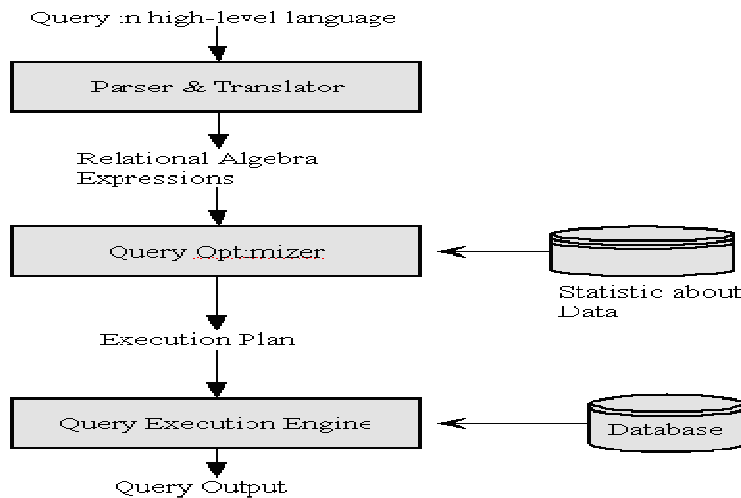 Query in high-level language
Parser & Translator
Relational Algebra
Expressions
Query Optimizer
Statistic about
Data
Execution Plan
Query Execution Engine
Database
Query Output